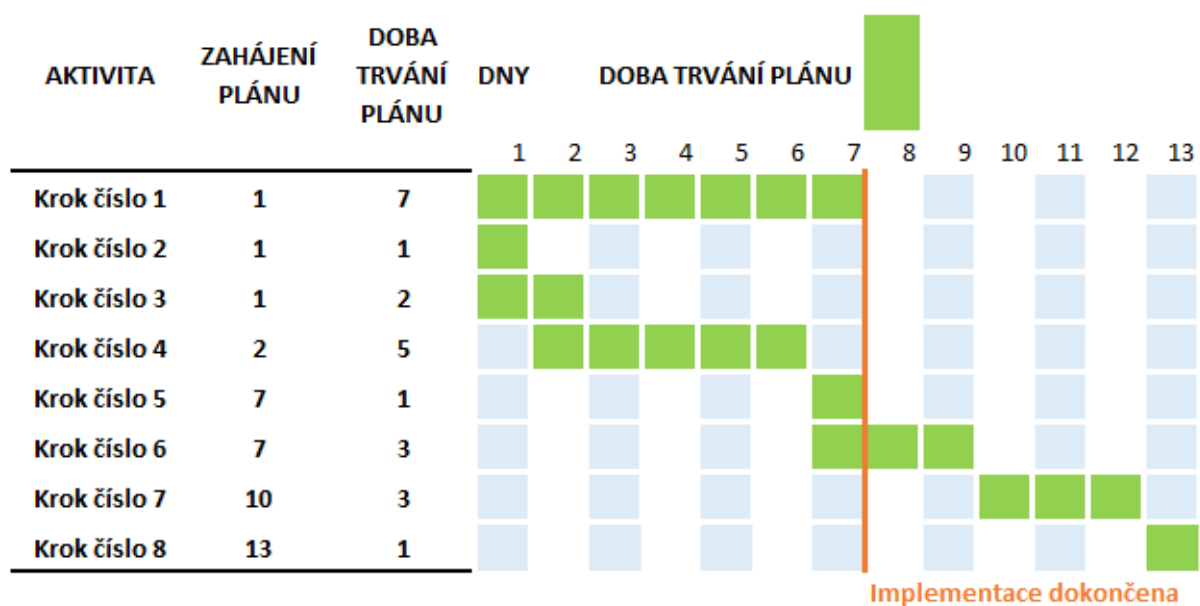 AKTIVITA ZAHÁJENÍ PLÁNU DOBA TRVÁNÍ PLÁNU DNY DOBA TRVÁNÍ PLÁNU
1 2 3 4 5 6 7 8 9 10 11 12 13
Krok číslo 1 1 7
Krok číslo 2 1 1
Krok číslo 3 1 2
Krok číslo 4 2 5
Krok číslo 5 7 1
Krok číslo 6 7 3
Krok číslo 7 10 3
Krok číslo 8 13 1
Implementace dokončena